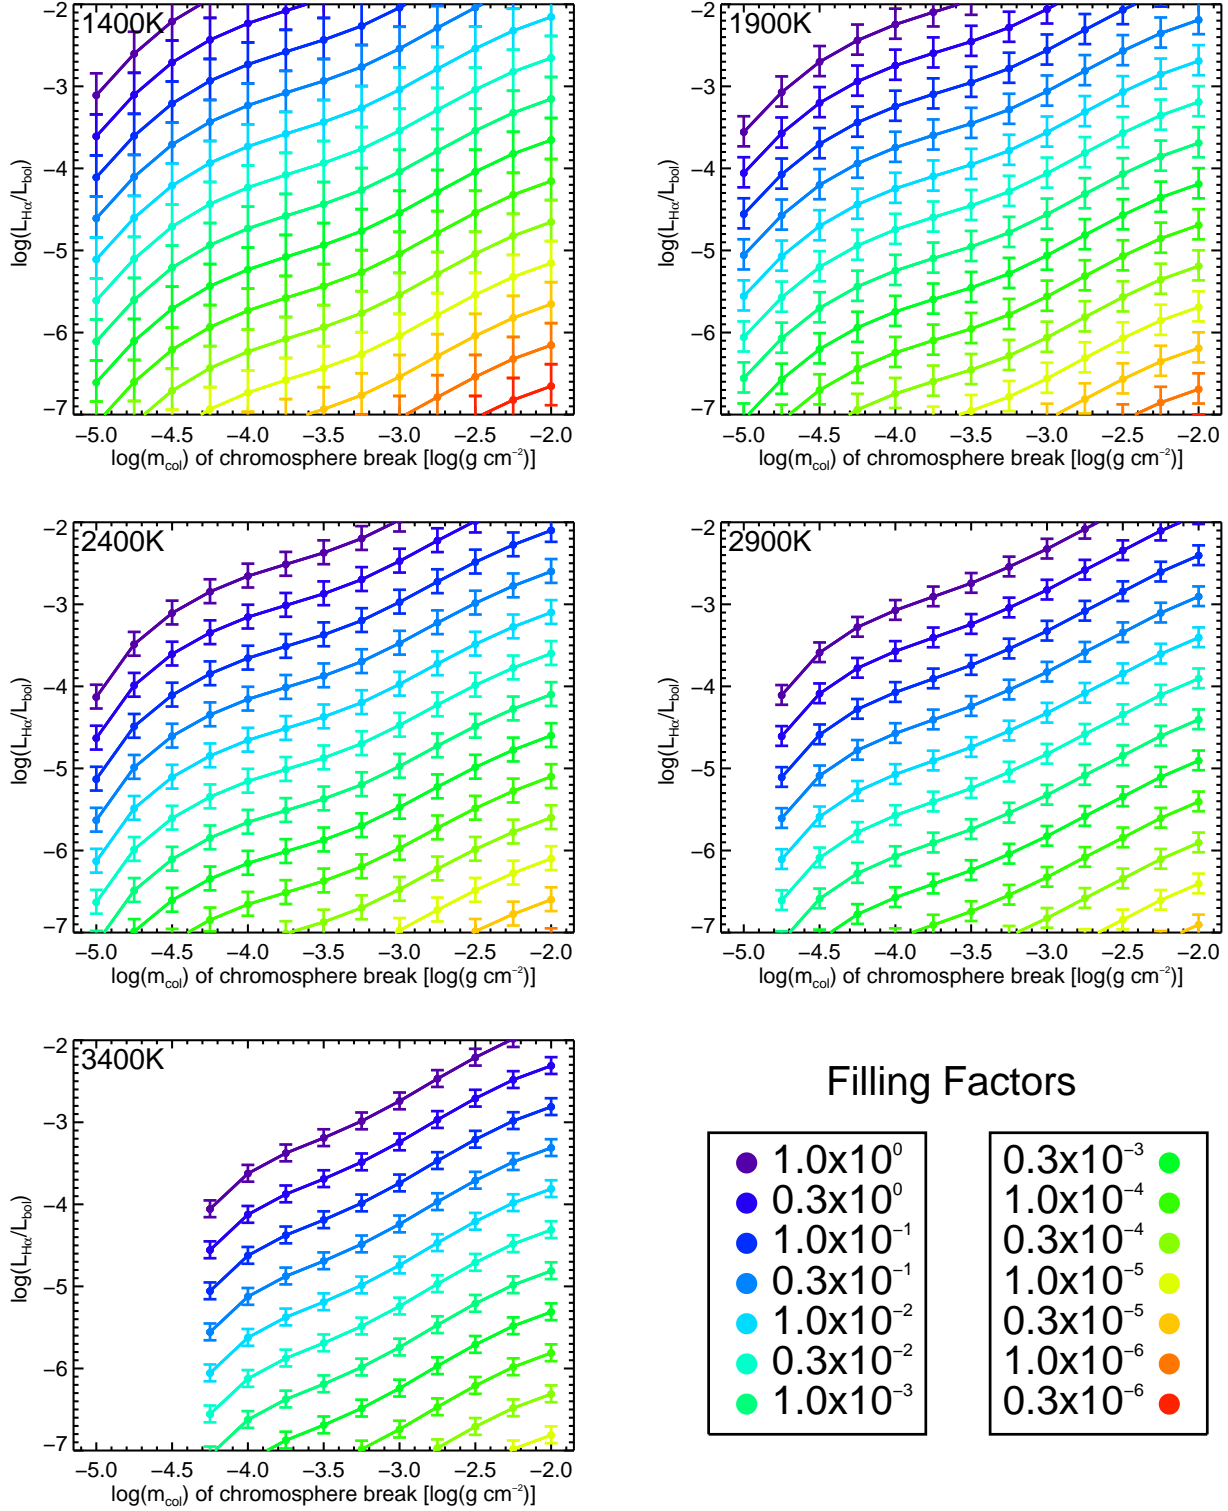 1400K
−3
−4
−5
−6
−7
log(L_Hα/L_bol)
−5.0 −4.5 −4.0 −3.5 −3.0 −2.5 −2.0
log(m_col) of chromosphere break [log(g cm⁻²)]
−2
1900K
−3
−4
−5
−6
−7
log(L_Hα/L_bol)
−5.0 −4.5 −4.0 −3.5 −3.0 −2.5 −2.0
log(m_col) of chromosphere break [log(g cm⁻²)]
−2
2400K
−3
−4
−5
−6
−7
log(L_Hα/L_bol)
−5.0 −4.5 −4.0 −3.5 −3.0 −2.5 −2.0
log(m_col) of chromosphere break [log(g cm⁻²)]
−2
2900K
−3
−4
−5
−6
−7
log(L_Hα/L_bol)
−5.0 −4.5 −4.0 −3.5 −3.0 −2.5 −2.0
log(m_col) of chromosphere break [log(g cm⁻²)]
−2
3400K
−3
−4
−5
−6
−7
log(L_Hα/L_bol)
−5.0 −4.5 −4.0 −3.5 −3.0 −2.5 −2.0
log(m_col) of chromosphere break [log(g cm⁻²)]
Filling Factors
1.0x10⁰
0.3x10⁰
1.0x10⁻¹
0.3x10⁻¹
1.0x10⁻²
0.3x10⁻²
1.0x10⁻³
0.3x10⁻³
1.0x10⁻⁴
0.3x10⁻⁴
1.0x10⁻⁵
0.3x10⁻⁵
1.0x10⁻⁶
0.3x10⁻⁶